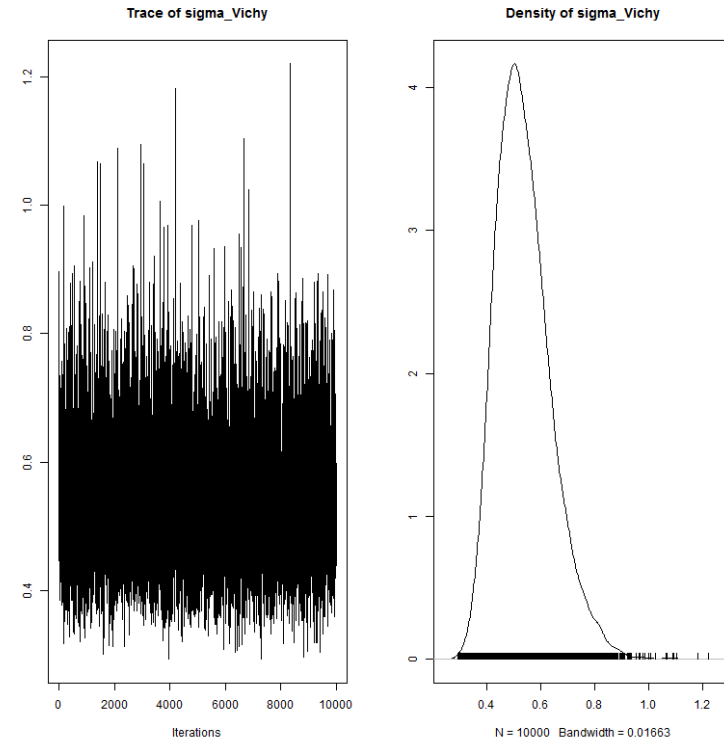 Trace of sigma_Vichy
1.2
1.0
0.8
0.6
0.4
0 2000 4000 6000 8000 10000
Iterations
Density of sigma_Vichy
4
3
2
1
0
0.4 0.6 0.8 1.0 1.2
N = 10000 Bandwidth = 0.01663